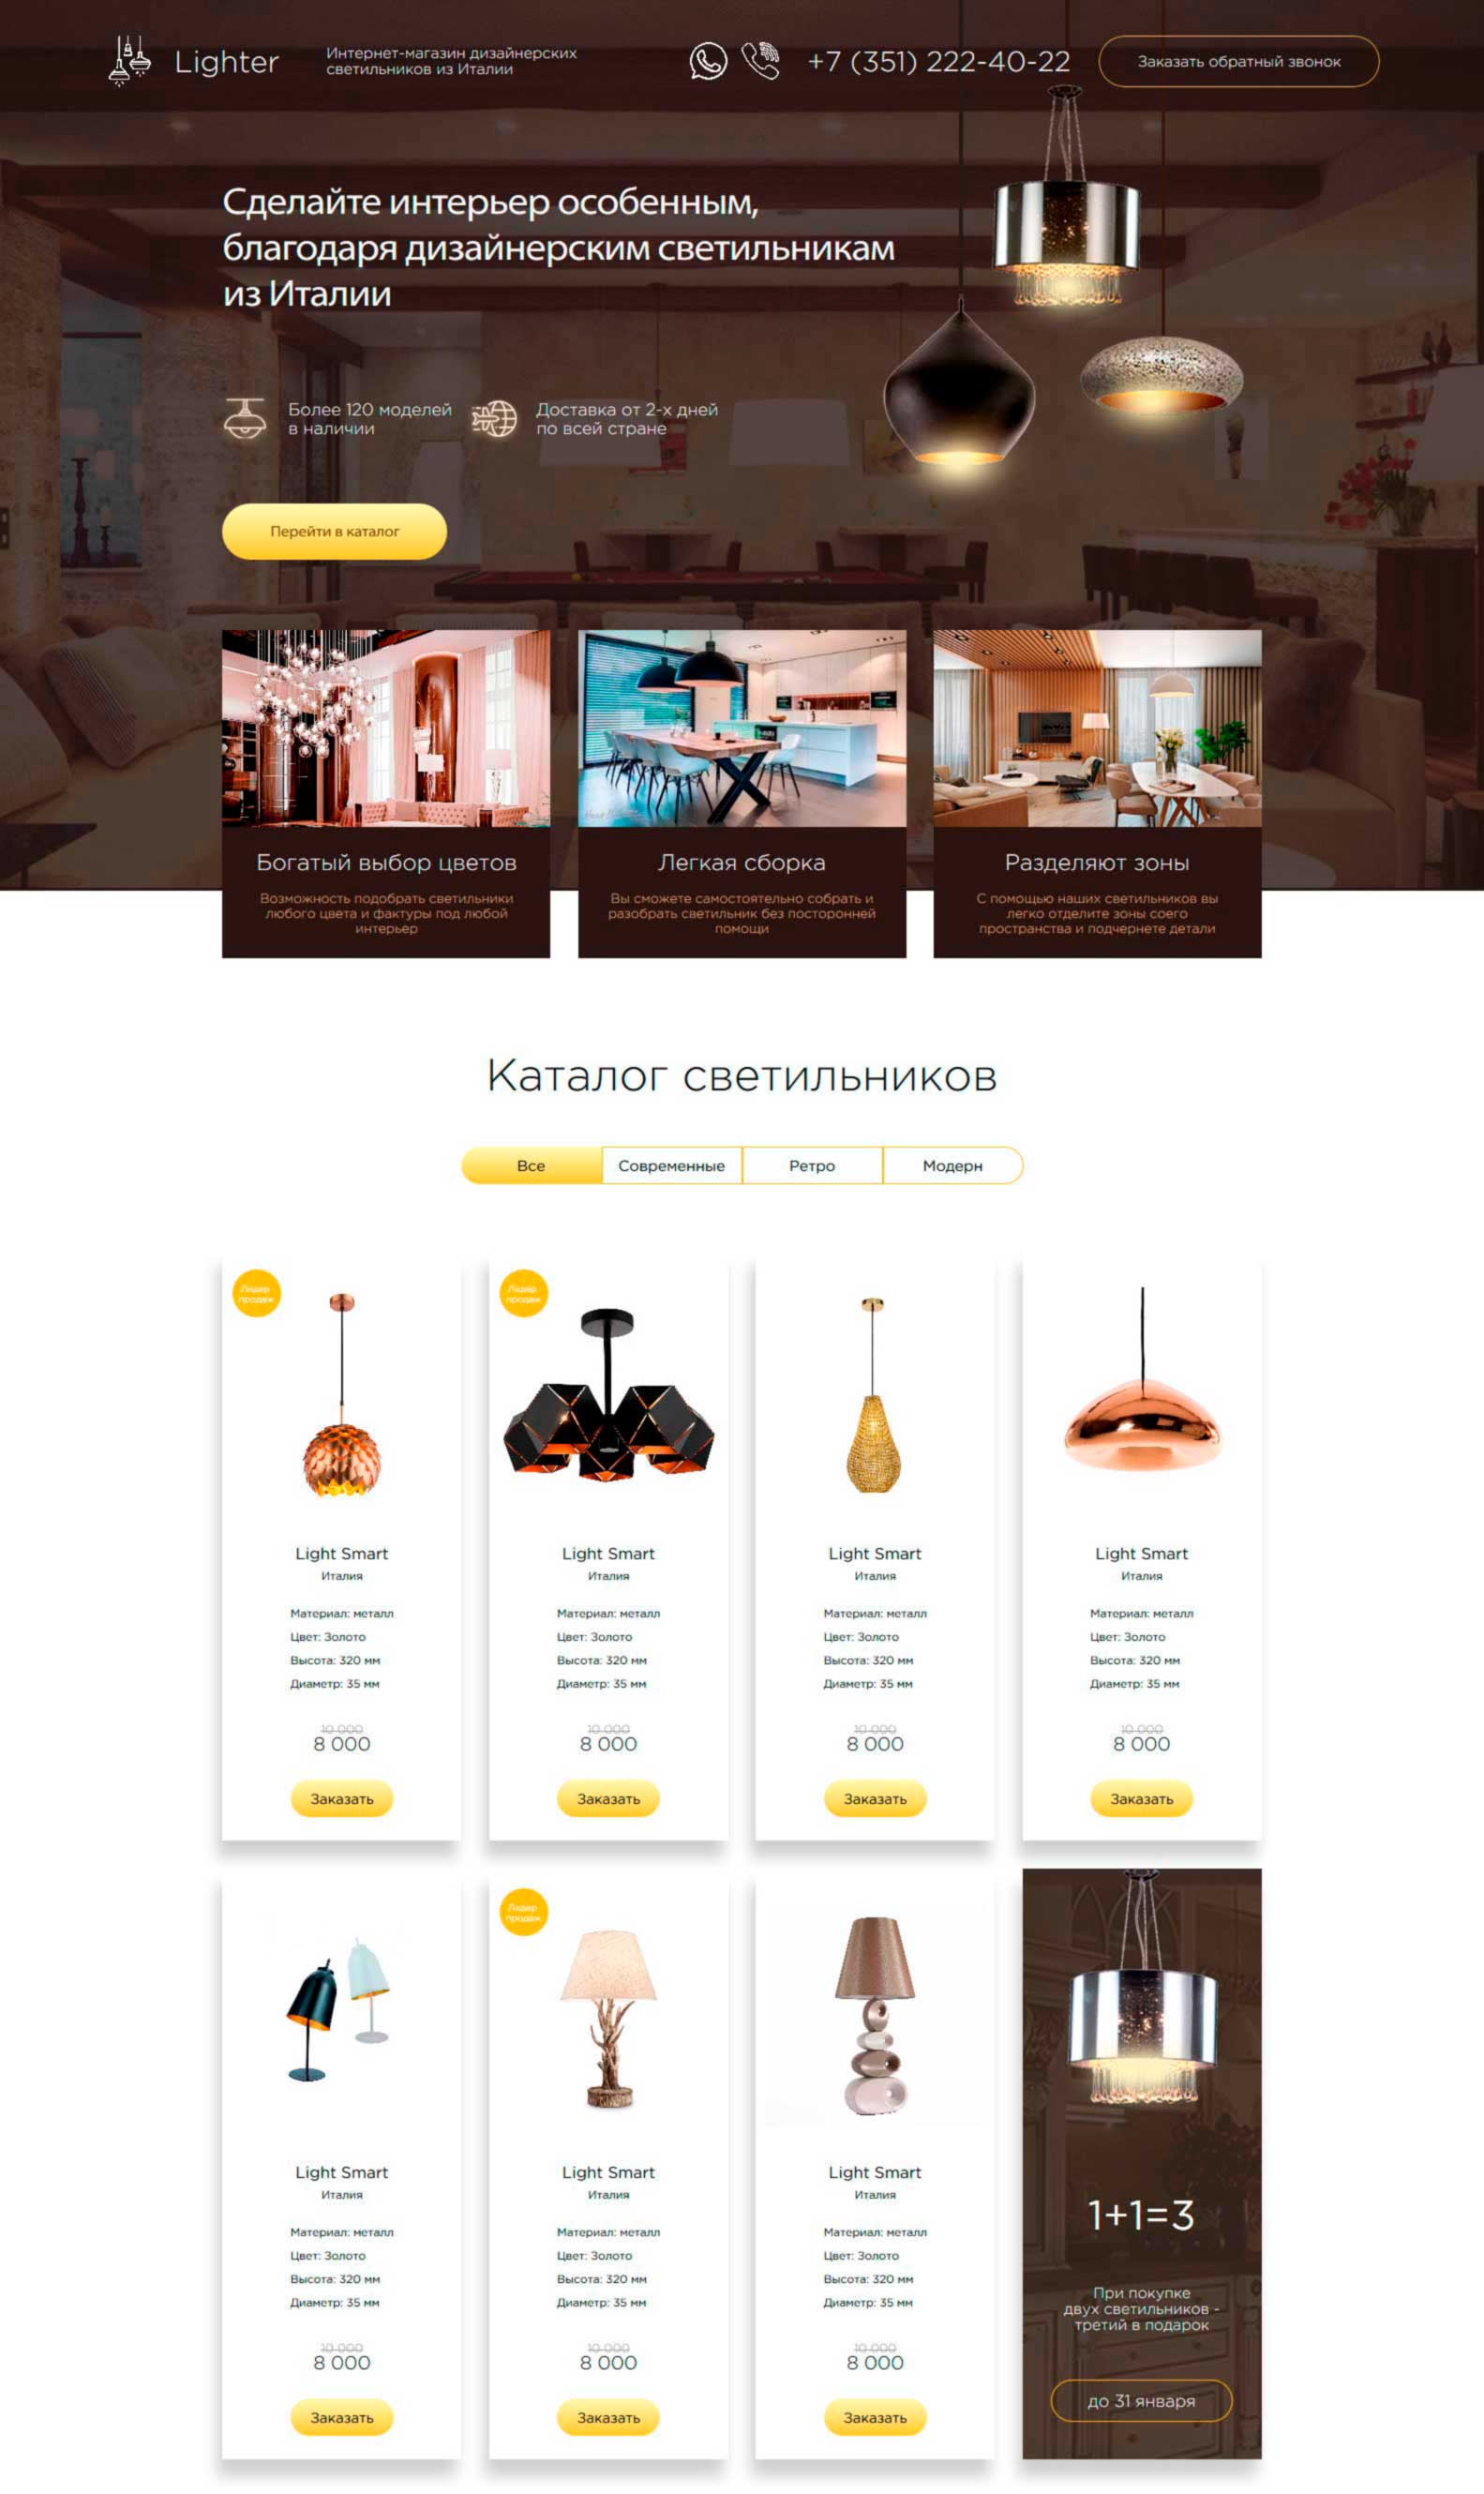 Lighter
Интернет-магазин дизайнерских
светильников из Италии
+7 (351) 222-40-22
Заказать обратный звонок
Сделайте интерьер особенным,
благодаря дизайнерским светильникам
из Италии
Более 120 моделей
в наличии
Доставка от 2-х дней
по всей стране
Перейти в каталог
Богатый выбор цветов
Возможность подобрать светильники
любого цвета и фактуры под любой
интерьер
Легкая сборка
Вы сможете самостоятельно собрать и
разобрать светильник без посторонней
помощи
Разделяют зоны
С помощью наших светильников вы
легко отделите зоны соего
пространства и подчернете детали
Каталог светильников
Все
Современные
Ретро
Модерн
Лидер
продаж
Light Smart
Италия
Материал: металл
Цвет: Золото
Высота: 320 мм
Диаметр: 35 мм
10 000
8 000
Заказать
Лидер
продаж
Light Smart
Италия
Материал: металл
Цвет: Золото
Высота: 320 мм
Диаметр: 35 мм
10 000
8 000
Заказать
Light Smart
Италия
Материал: металл
Цвет: Золото
Высота: 320 мм
Диаметр: 35 мм
10 000
8 000
Заказать
Light Smart
Италия
Материал: металл
Цвет: Золото
Высота: 320 мм
Диаметр: 35 мм
10 000
8 000
Заказать
Light Smart
Италия
Материал: металл
Цвет: Золото
Высота: 320 мм
Диаметр: 35 мм
10 000
8 000
Заказать
Лидер
продаж
Light Smart
Италия
Материал: металл
Цвет: Золото
Высота: 320 мм
Диаметр: 35 мм
10 000
8 000
Заказать
Light Smart
Италия
Материал: металл
Цвет: Золото
Высота: 320 мм
Диаметр: 35 мм
10 000
8 000
Заказать
1+1=3
При покупке
двух светильников -
третий в подарок
до 31 января